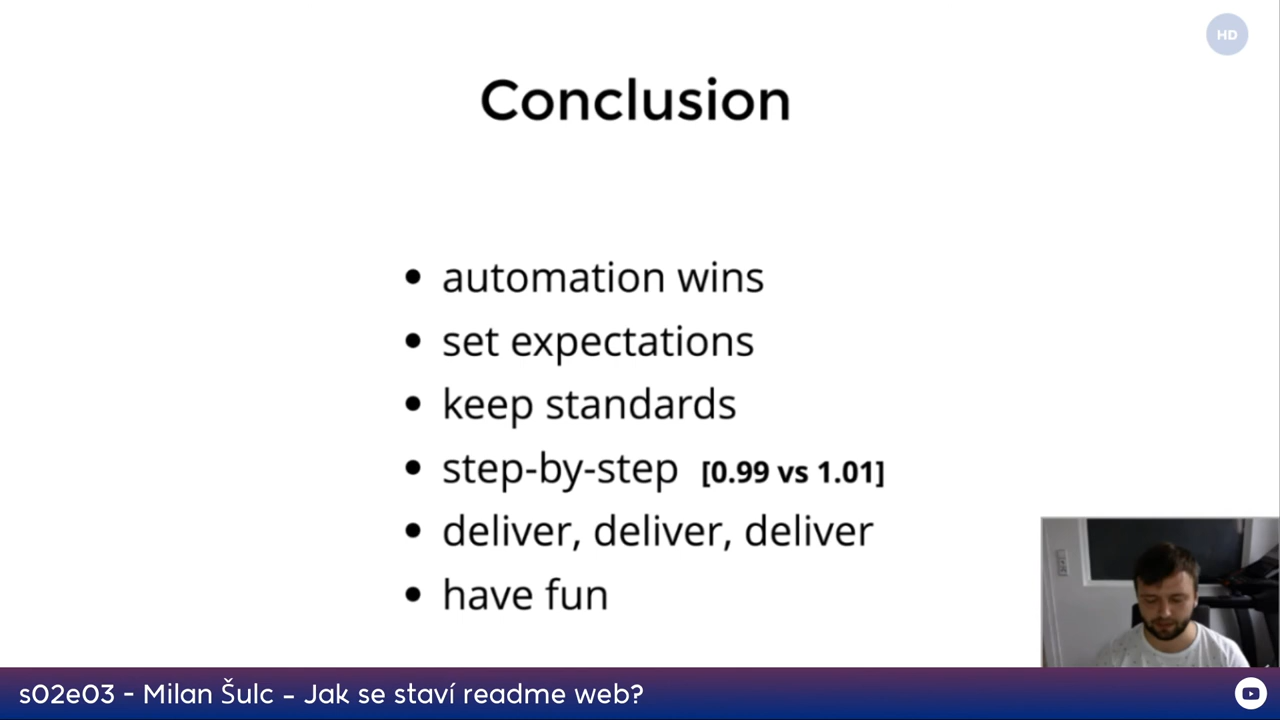 HD
Conclusion
• automation wins
• set expectations
• keep standards
• step-by-step [0.99 vs 1.01]
• deliver, deliver, deliver
• have fun
s02e03 - Milan Šulc - Jak se staví readme web?